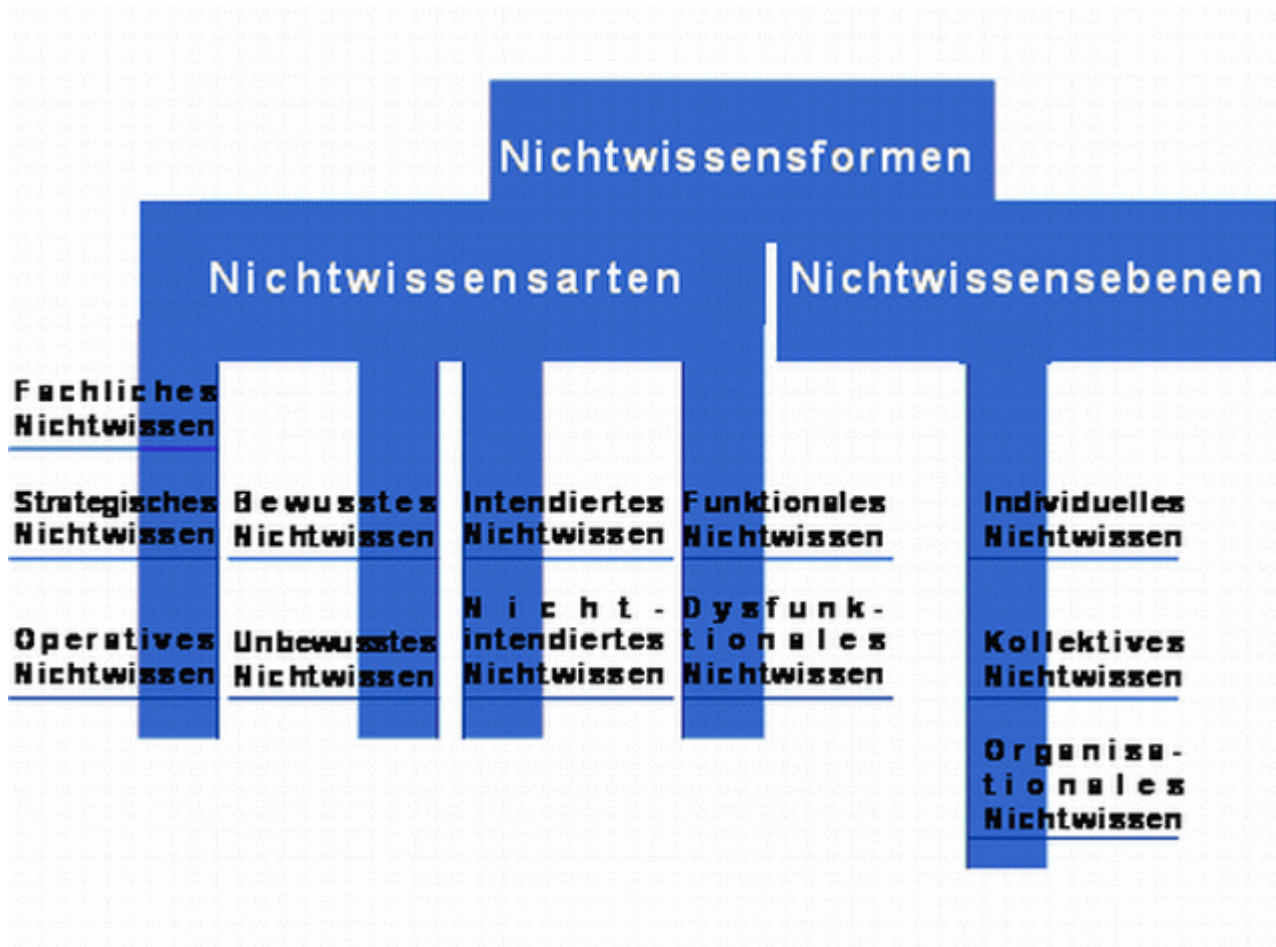 Nichtwissensformen
Nichtwissensarten
Nichtwissensebenen
Fachliches
Nichtwissen
Strategisches
Nichtwissen
Operatives
Nichtwissen
Bewusstes
Nichtwissen
Unbewusstes
Nichtwissen
Intendiertes
Nichtwissen
Nicht-
intendiertes
Nichtwissen
Funktionales
Nichtwissen
Dysfunk-
tionales
Nichtwissen
Individuelles
Nichtwissen
Kollektives
Nichtwissen
Organisa-
tionales
Nichtwissen